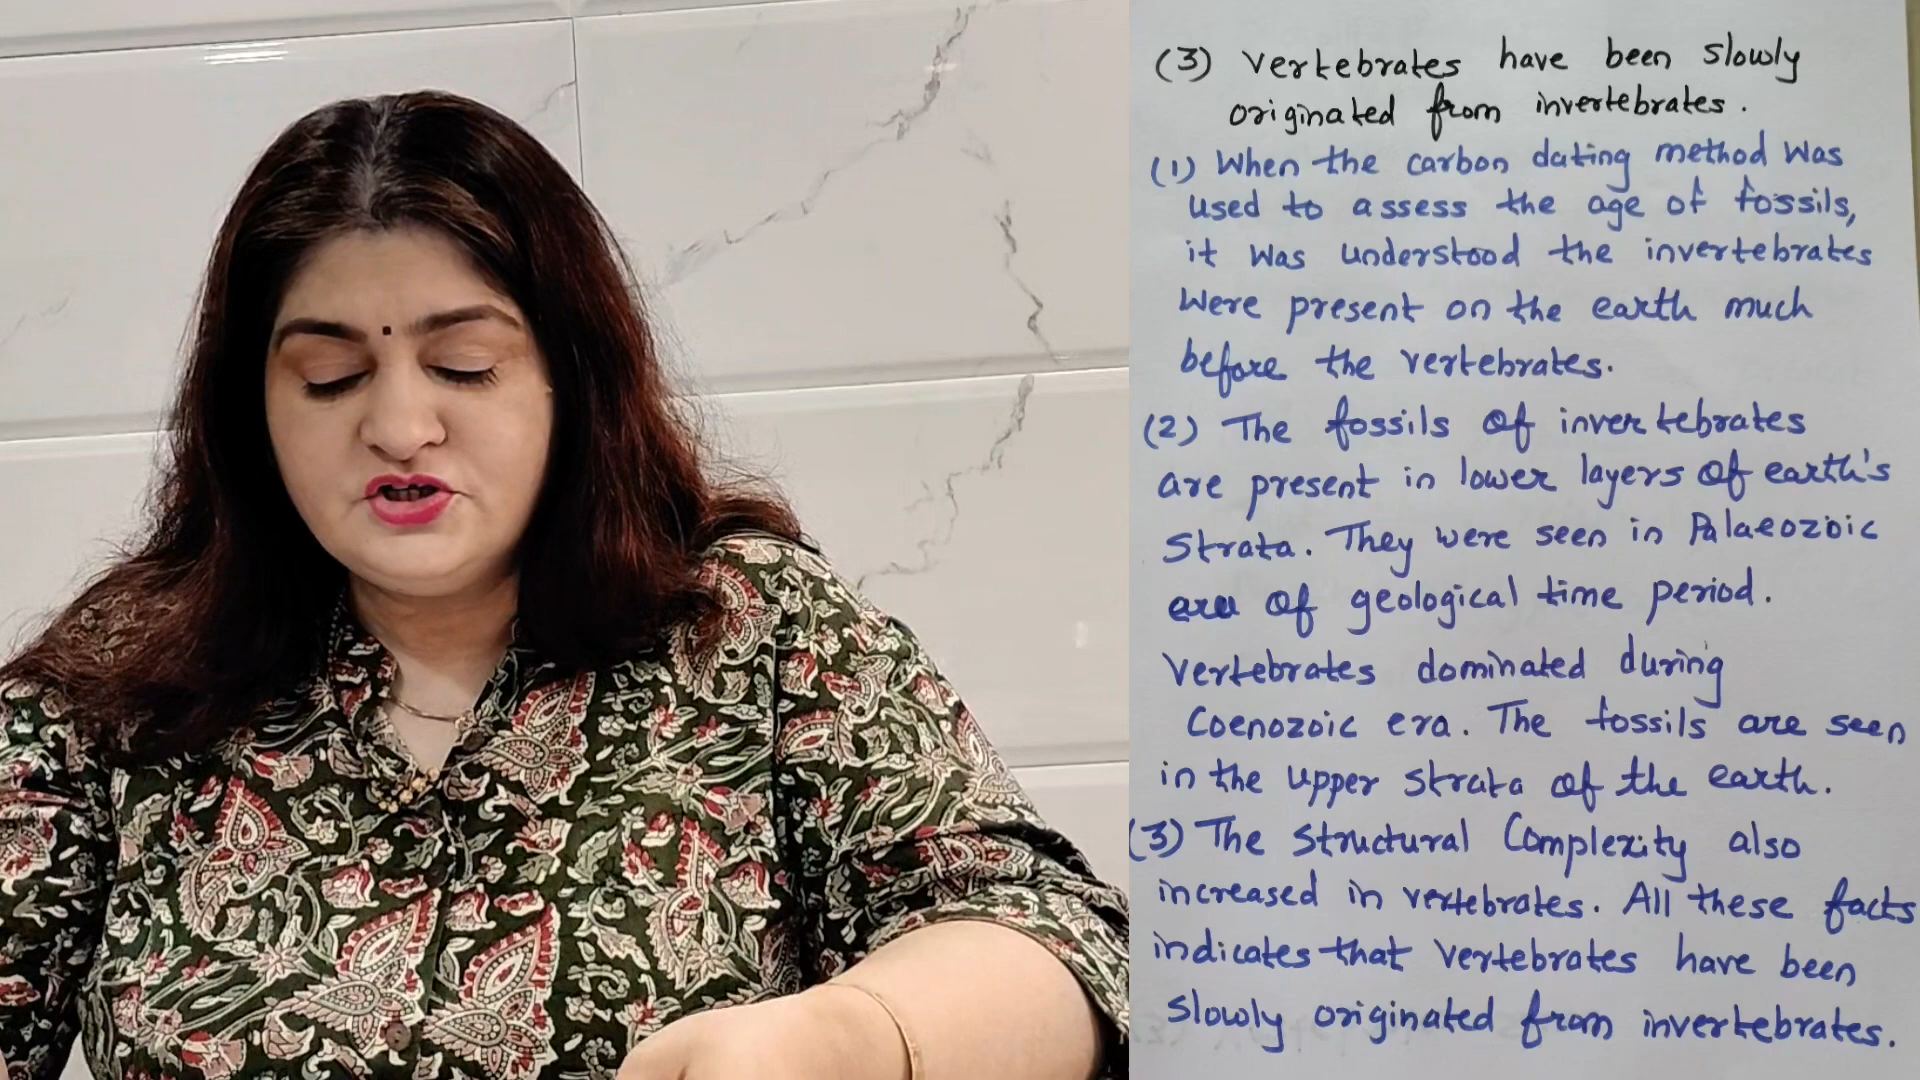 (3) Vertebrates have been slowly
originated from invertebrates.
(1) When the carbon dating method was
used to assess the age of fossils,
it was understood the invertebrates
were present on the earth much
before the vertebrates.
(2) The fossils of invertebrates
are present in lower layers of earth's
strata. They were seen in Palaeozoic
era of geological time period.
Vertebrates dominated during
Coenozoic era. The fossils are seen
in the upper strata of the earth.
(3) The structural Complexity also
increased in vertebrates. All these facts
indicates that vertebrates have been
slowly originated from invertebrates.